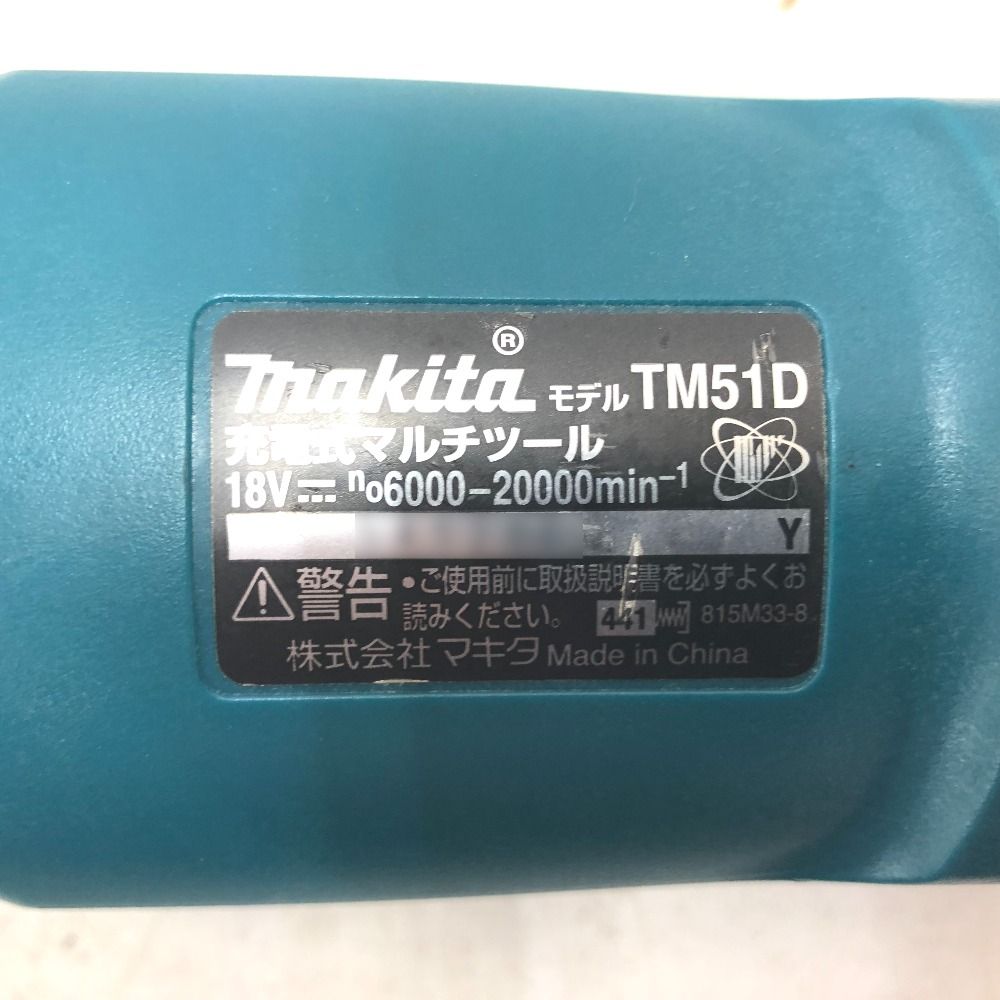 makita® モデル TM51D
充電式マルチツール
18V⎓ n₀6000-20000min⁻¹
Y
⚠警告 •ご使用前に取扱説明書を必ずよくお
読みください。 441 815M33-8
株式会社 マキタ Made in China